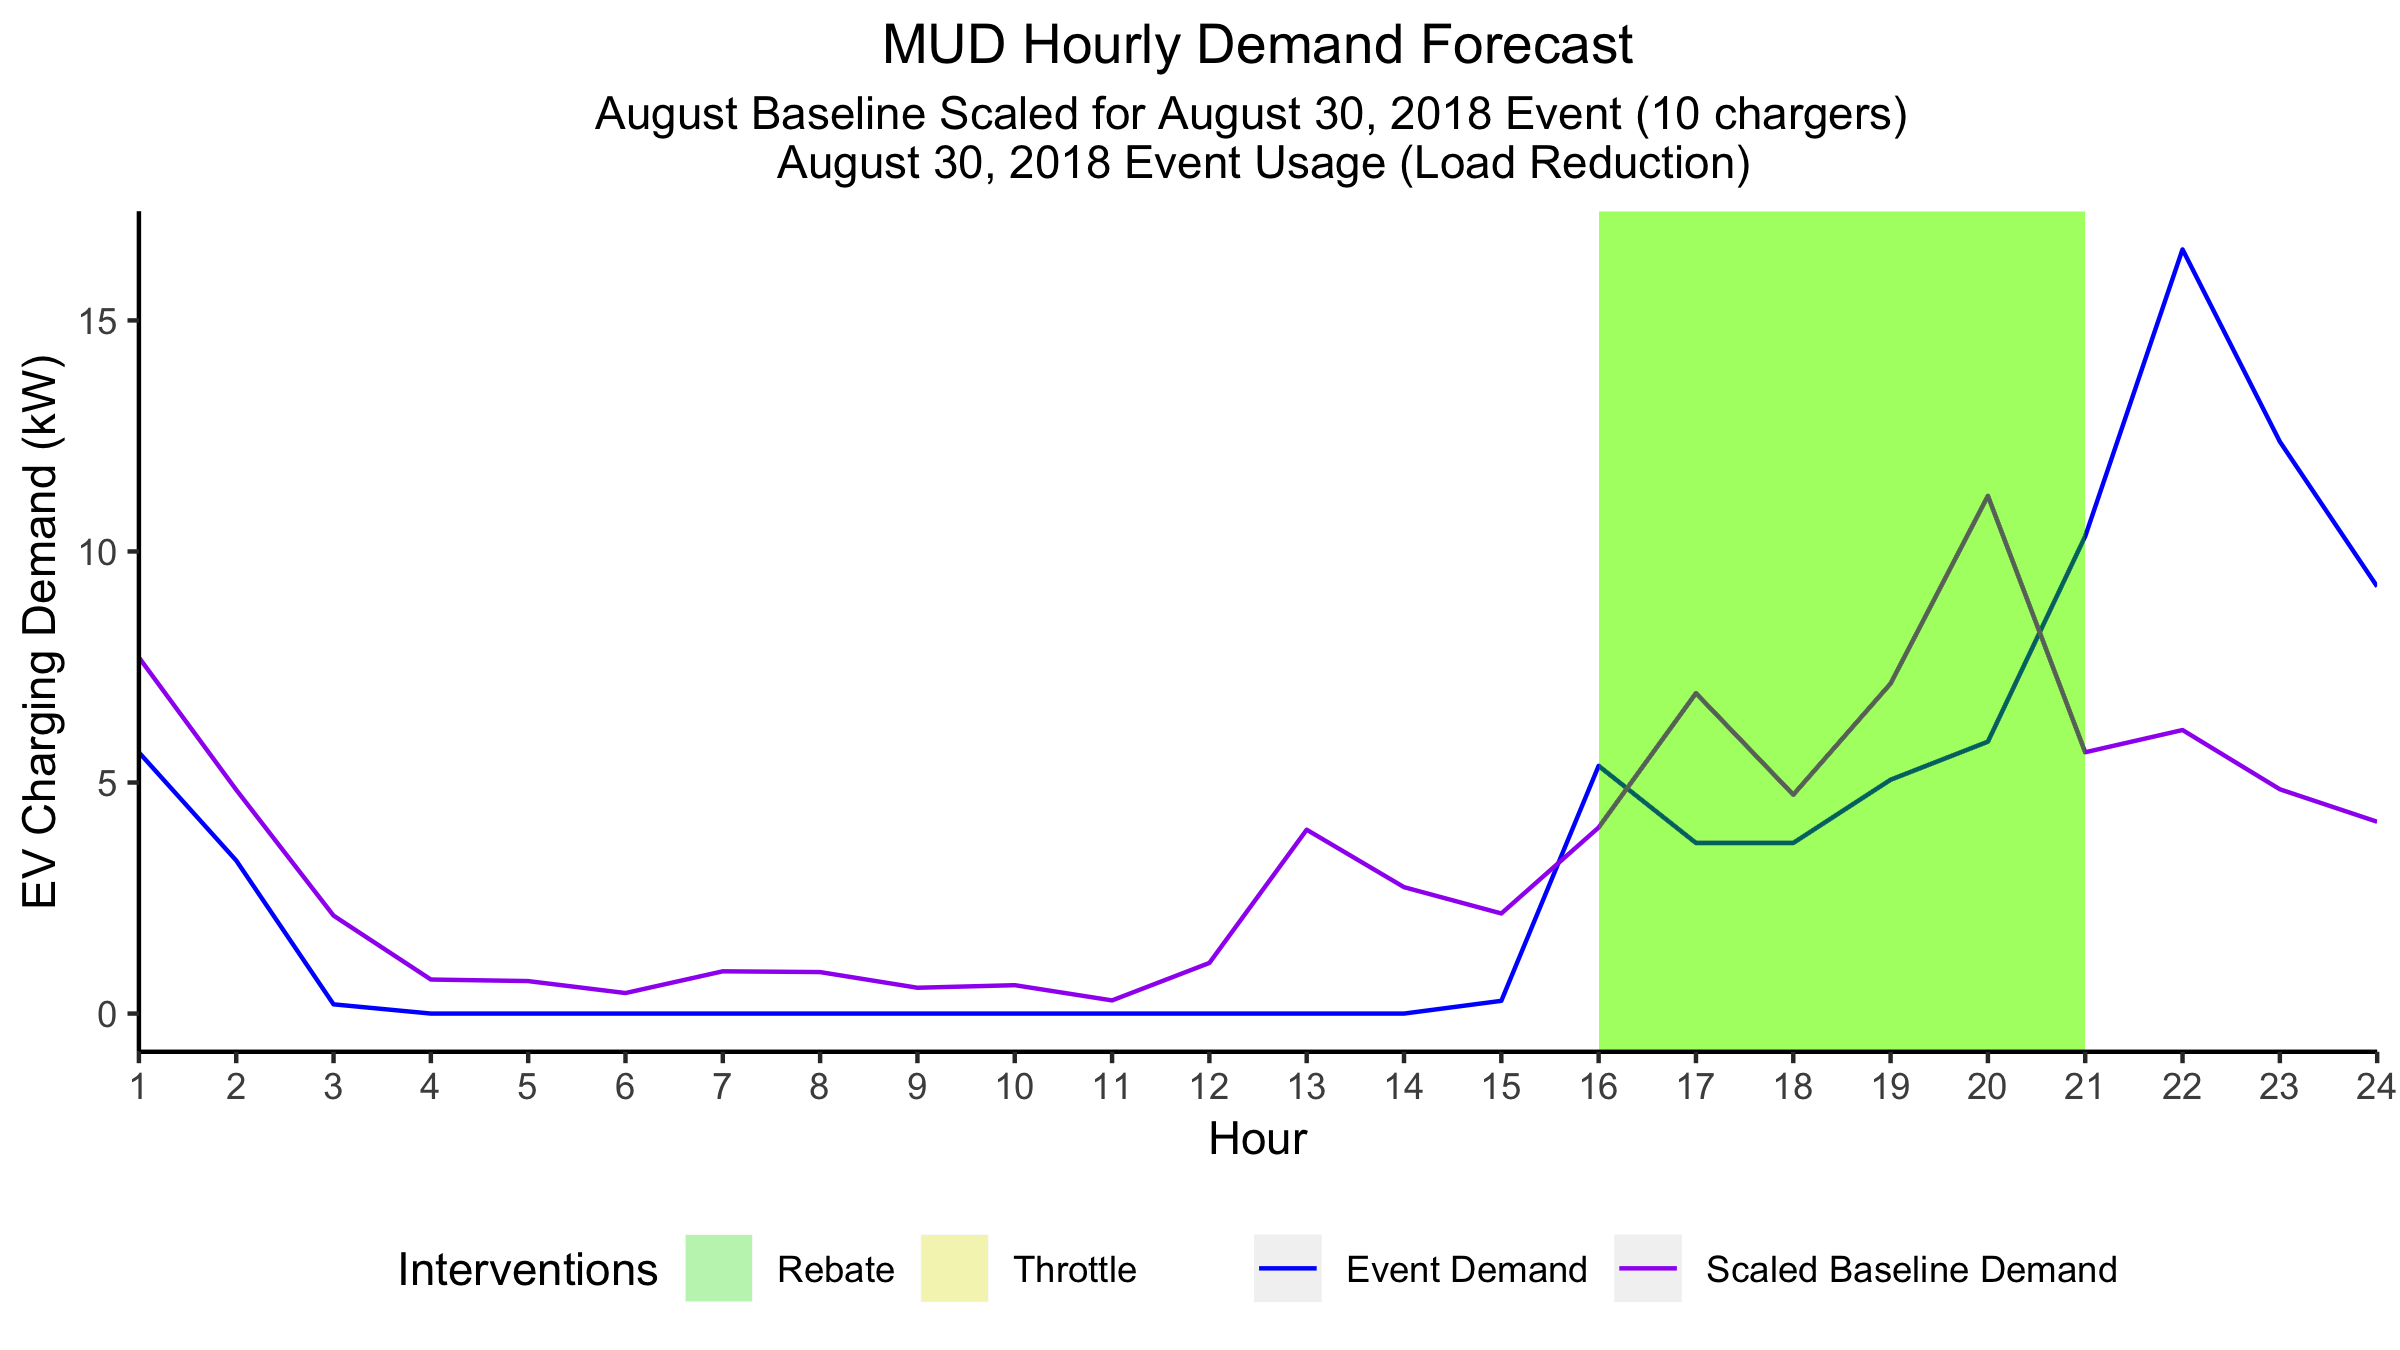 MUD Hourly Demand Forecast
August Baseline Scaled for August 30, 2018 Event (10 chargers)
August 30, 2018 Event Usage (Load Reduction)
EV Charging Demand (kW)
15
10
5
0
1 2 3 4 5 6 7 8 9 10 11 12 13 14 15 16 17 18 19 20 21 22 23 24
Hour
Interventions Rebate Throttle Event Demand Scaled Baseline Demand